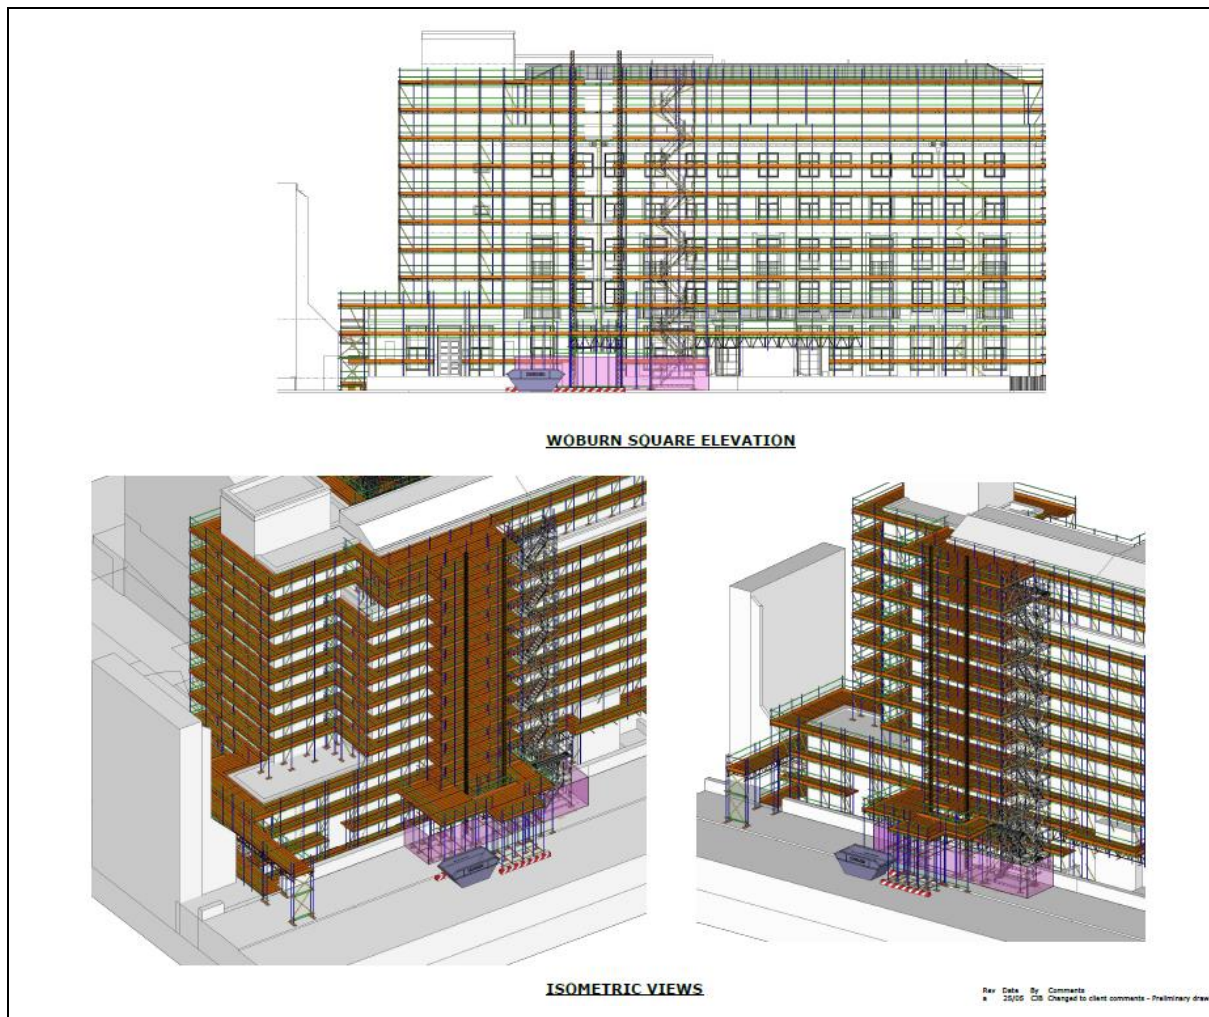 WOBURN SQUARE ELEVATION
ISOMETRIC VIEWS
Rev Date By Comments
a 25/05 CJB Changed to client comments - Preliminary draw